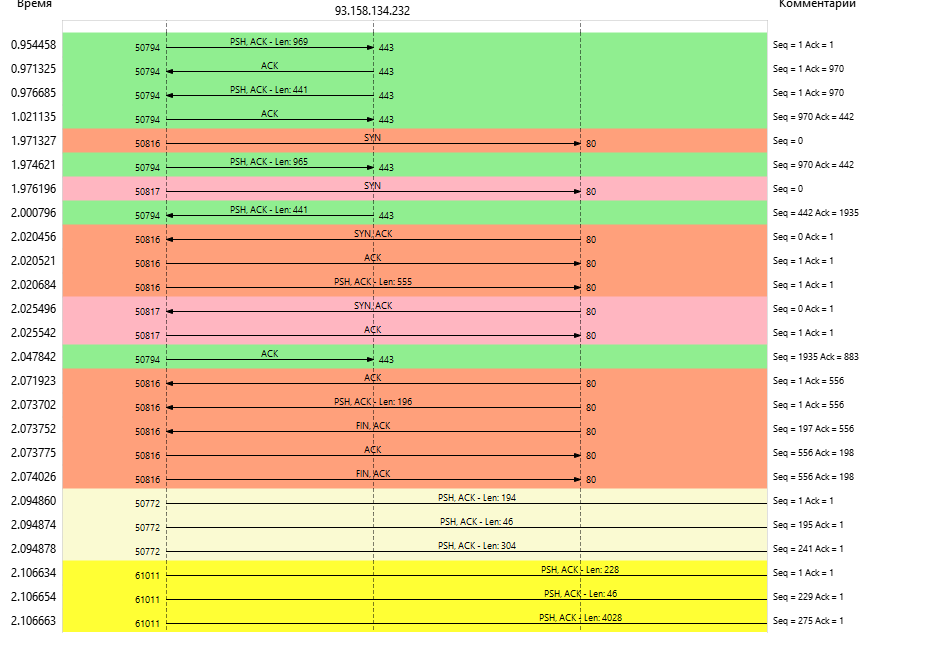 Время 93.158.134.232 Комментарии
0.954458 50794 PSH, ACK - Len: 969 443 Seq = 1 Ack = 1
0.971325 50794 ACK 443 Seq = 1 Ack = 970
0.976685 50794 PSH, ACK - Len: 441 443 Seq = 1 Ack = 970
1.021135 50794 ACK 443 Seq = 970 Ack = 442
1.971327 50816 SYN 80 Seq = 0
1.974621 50794 PSH, ACK - Len: 965 443 Seq = 970 Ack = 442
1.976196 50817 SYN 80 Seq = 0
2.000796 50794 PSH, ACK - Len: 441 443 Seq = 442 Ack = 1935
2.020456 50816 SYN, ACK 80 Seq = 0 Ack = 1
2.020521 50816 ACK 80 Seq = 1 Ack = 1
2.020684 50816 PSH, ACK - Len: 555 80 Seq = 1 Ack = 1
2.025496 50817 SYN, ACK 80 Seq = 0 Ack = 1
2.025542 50817 ACK 80 Seq = 1 Ack = 1
2.047842 50794 ACK 443 Seq = 1935 Ack = 883
2.071923 50816 ACK 80 Seq = 1 Ack = 556
2.073702 50816 PSH, ACK - Len: 196 80 Seq = 1 Ack = 556
2.073752 50816 FIN, ACK 80 Seq = 197 Ack = 556
2.073775 50816 ACK 80 Seq = 556 Ack = 198
2.074026 50816 FIN, ACK 80 Seq = 556 Ack = 198
2.094860 50772 PSH, ACK - Len: 194 Seq = 1 Ack = 1
2.094874 50772 PSH, ACK - Len: 46 Seq = 195 Ack = 1
2.094878 50772 PSH, ACK - Len: 304 Seq = 241 Ack = 1
2.106634 61011 PSH, ACK - Len: 228 Seq = 1 Ack = 1
2.106654 61011 PSH, ACK - Len: 46 Seq = 229 Ack = 1
2.106663 61011 PSH, ACK - Len: 4028 Seq = 275 Ack = 1